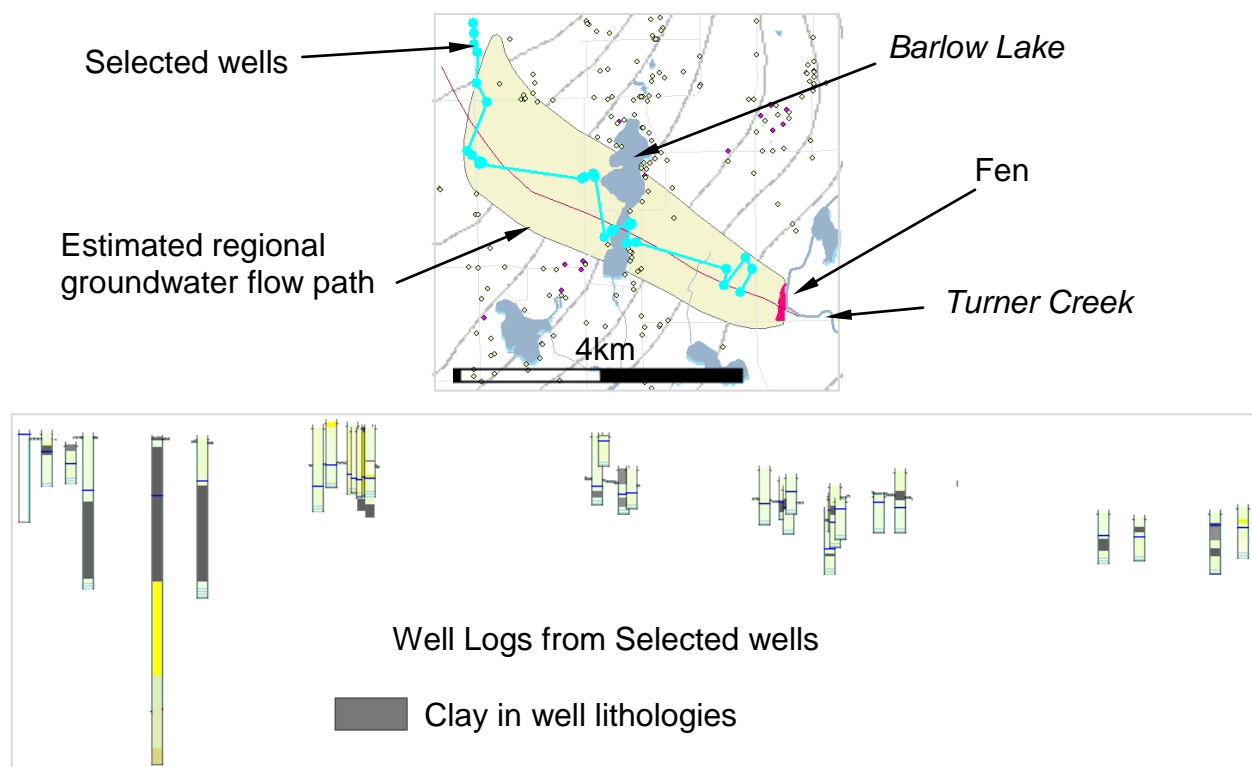 Selected wells
Barlow Lake
Fen
Estimated regional
groundwater flow path
Turner Creek
4km
Well Logs from Selected wells
Clay in well lithologies